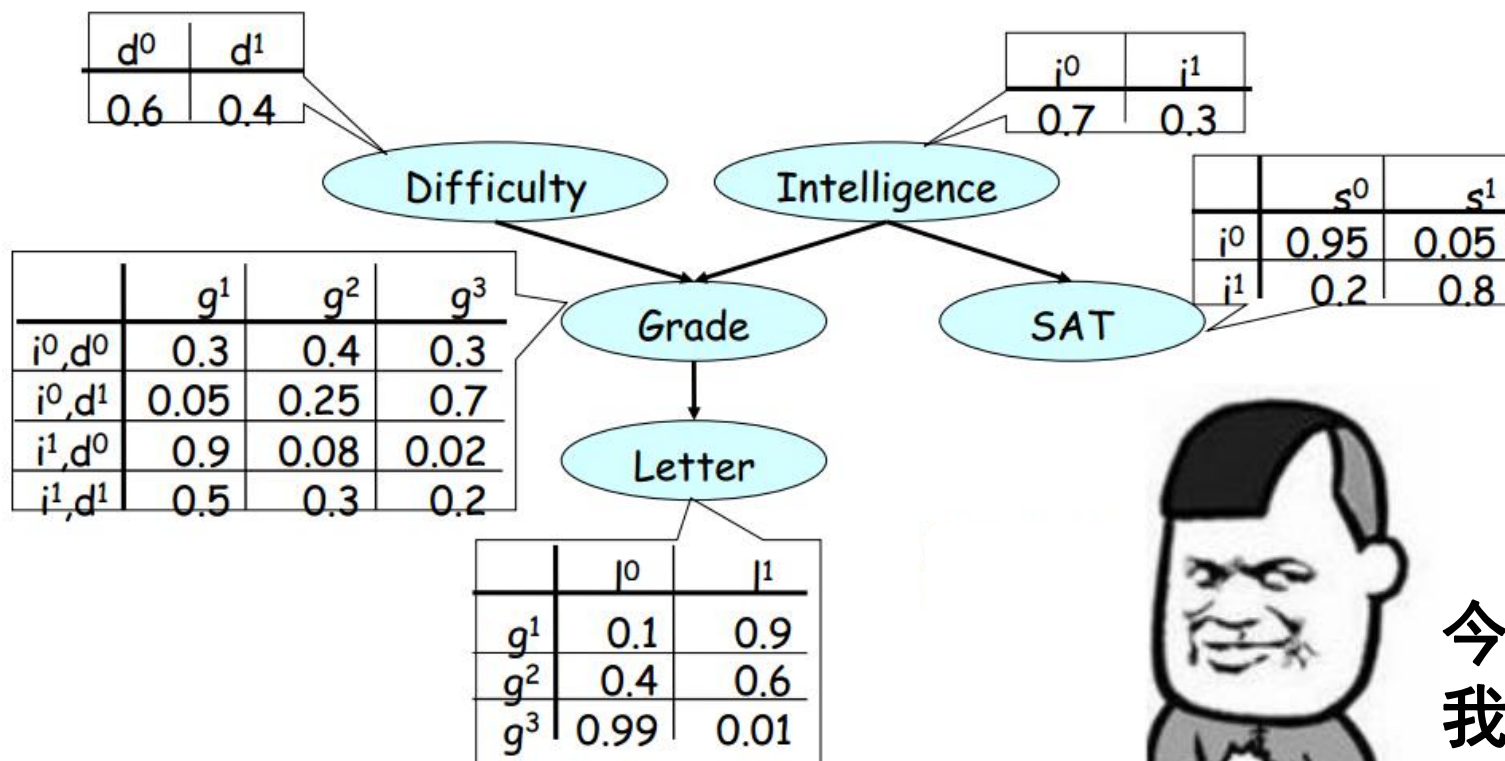 d⁰ d¹
0.6 0.4
i⁰ i¹
0.7 0.3
Difficulty
Intelligence
s⁰ s¹
i⁰ 0.95 0.05
i¹ 0.2 0.8
g¹ g² g³
i⁰,d⁰ 0.3 0.4 0.3
i⁰,d¹ 0.05 0.25 0.7
i¹,d⁰ 0.9 0.08 0.02
i¹,d¹ 0.5 0.3 0.2
Grade
SAT
Letter
l⁰ l¹
g¹ 0.1 0.9
g² 0.4 0.6
g³ 0.99 0.01
今
我